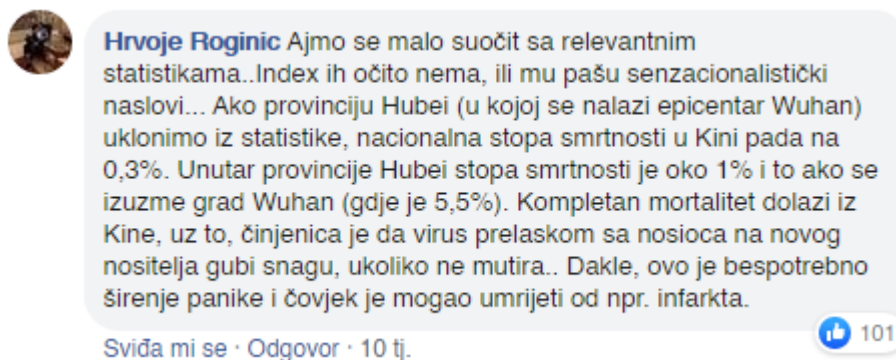 Hrvoje Roginic Ajmo se malo suočit sa relevantnim
statistikama..Index ih očito nema, ili mu pašu senzacionalistički
naslovi... Ako provinciju Hubei (u kojoj se nalazi epicentar Wuhan)
uklonimo iz statistike, nacionalna stopa smrtnosti u Kini pada na
0,3%. Unutar provincije Hubei stopa smrtnosti je oko 1% i to ako se
izuzme grad Wuhan (gdje je 5,5%). Kompletan mortalitet dolazi iz
Kine, uz to, činjenica je da virus prelaskom sa nosioca na novog
nositelja gubi snagu, ukoliko ne mutira.. Dakle, ovo je bespotrebno
širenje panike i čovjek je mogao umrijeti od npr. infarkta.
101
Sviđa mi se · Odgovor · 10 tj.